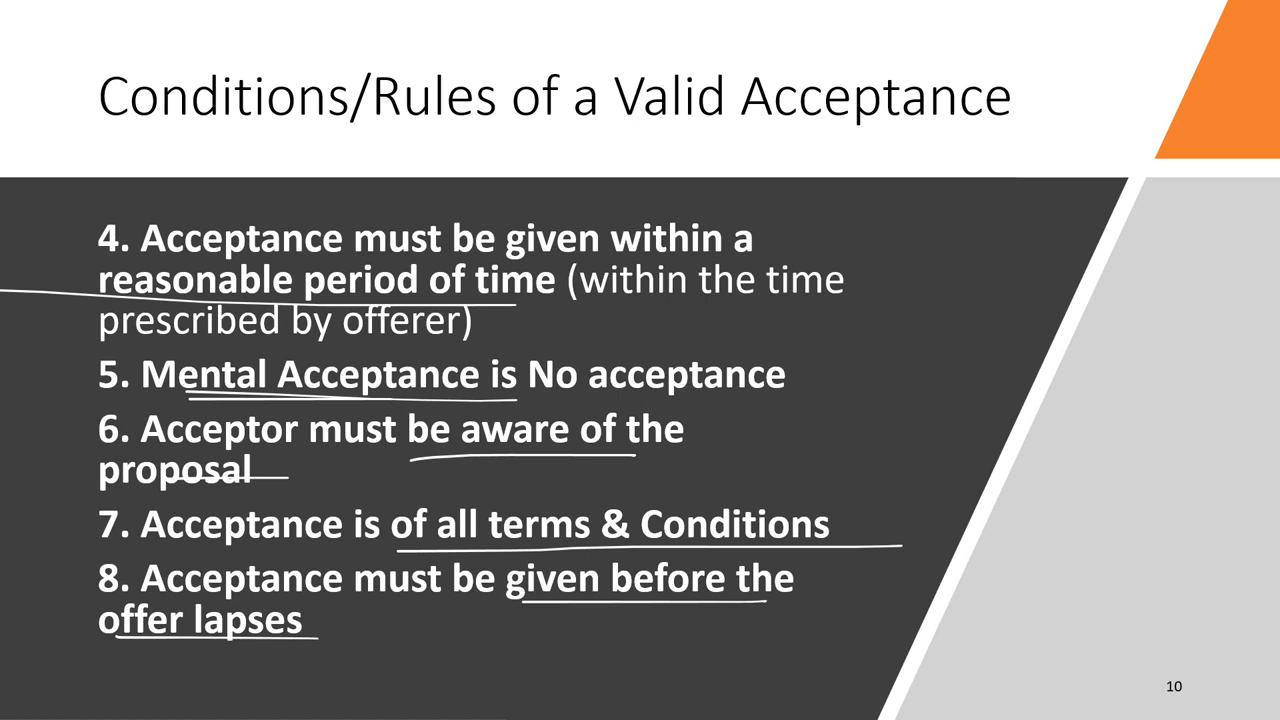 Conditions/Rules of a Valid Acceptance
4. Acceptance must be given within a
reasonable period of time (within the time
prescribed by offerer)
5. Mental Acceptance is No acceptance
6. Acceptor must be aware of the
proposal
7. Acceptance is of all terms & Conditions
8. Acceptance must be given before the
offer lapses
10